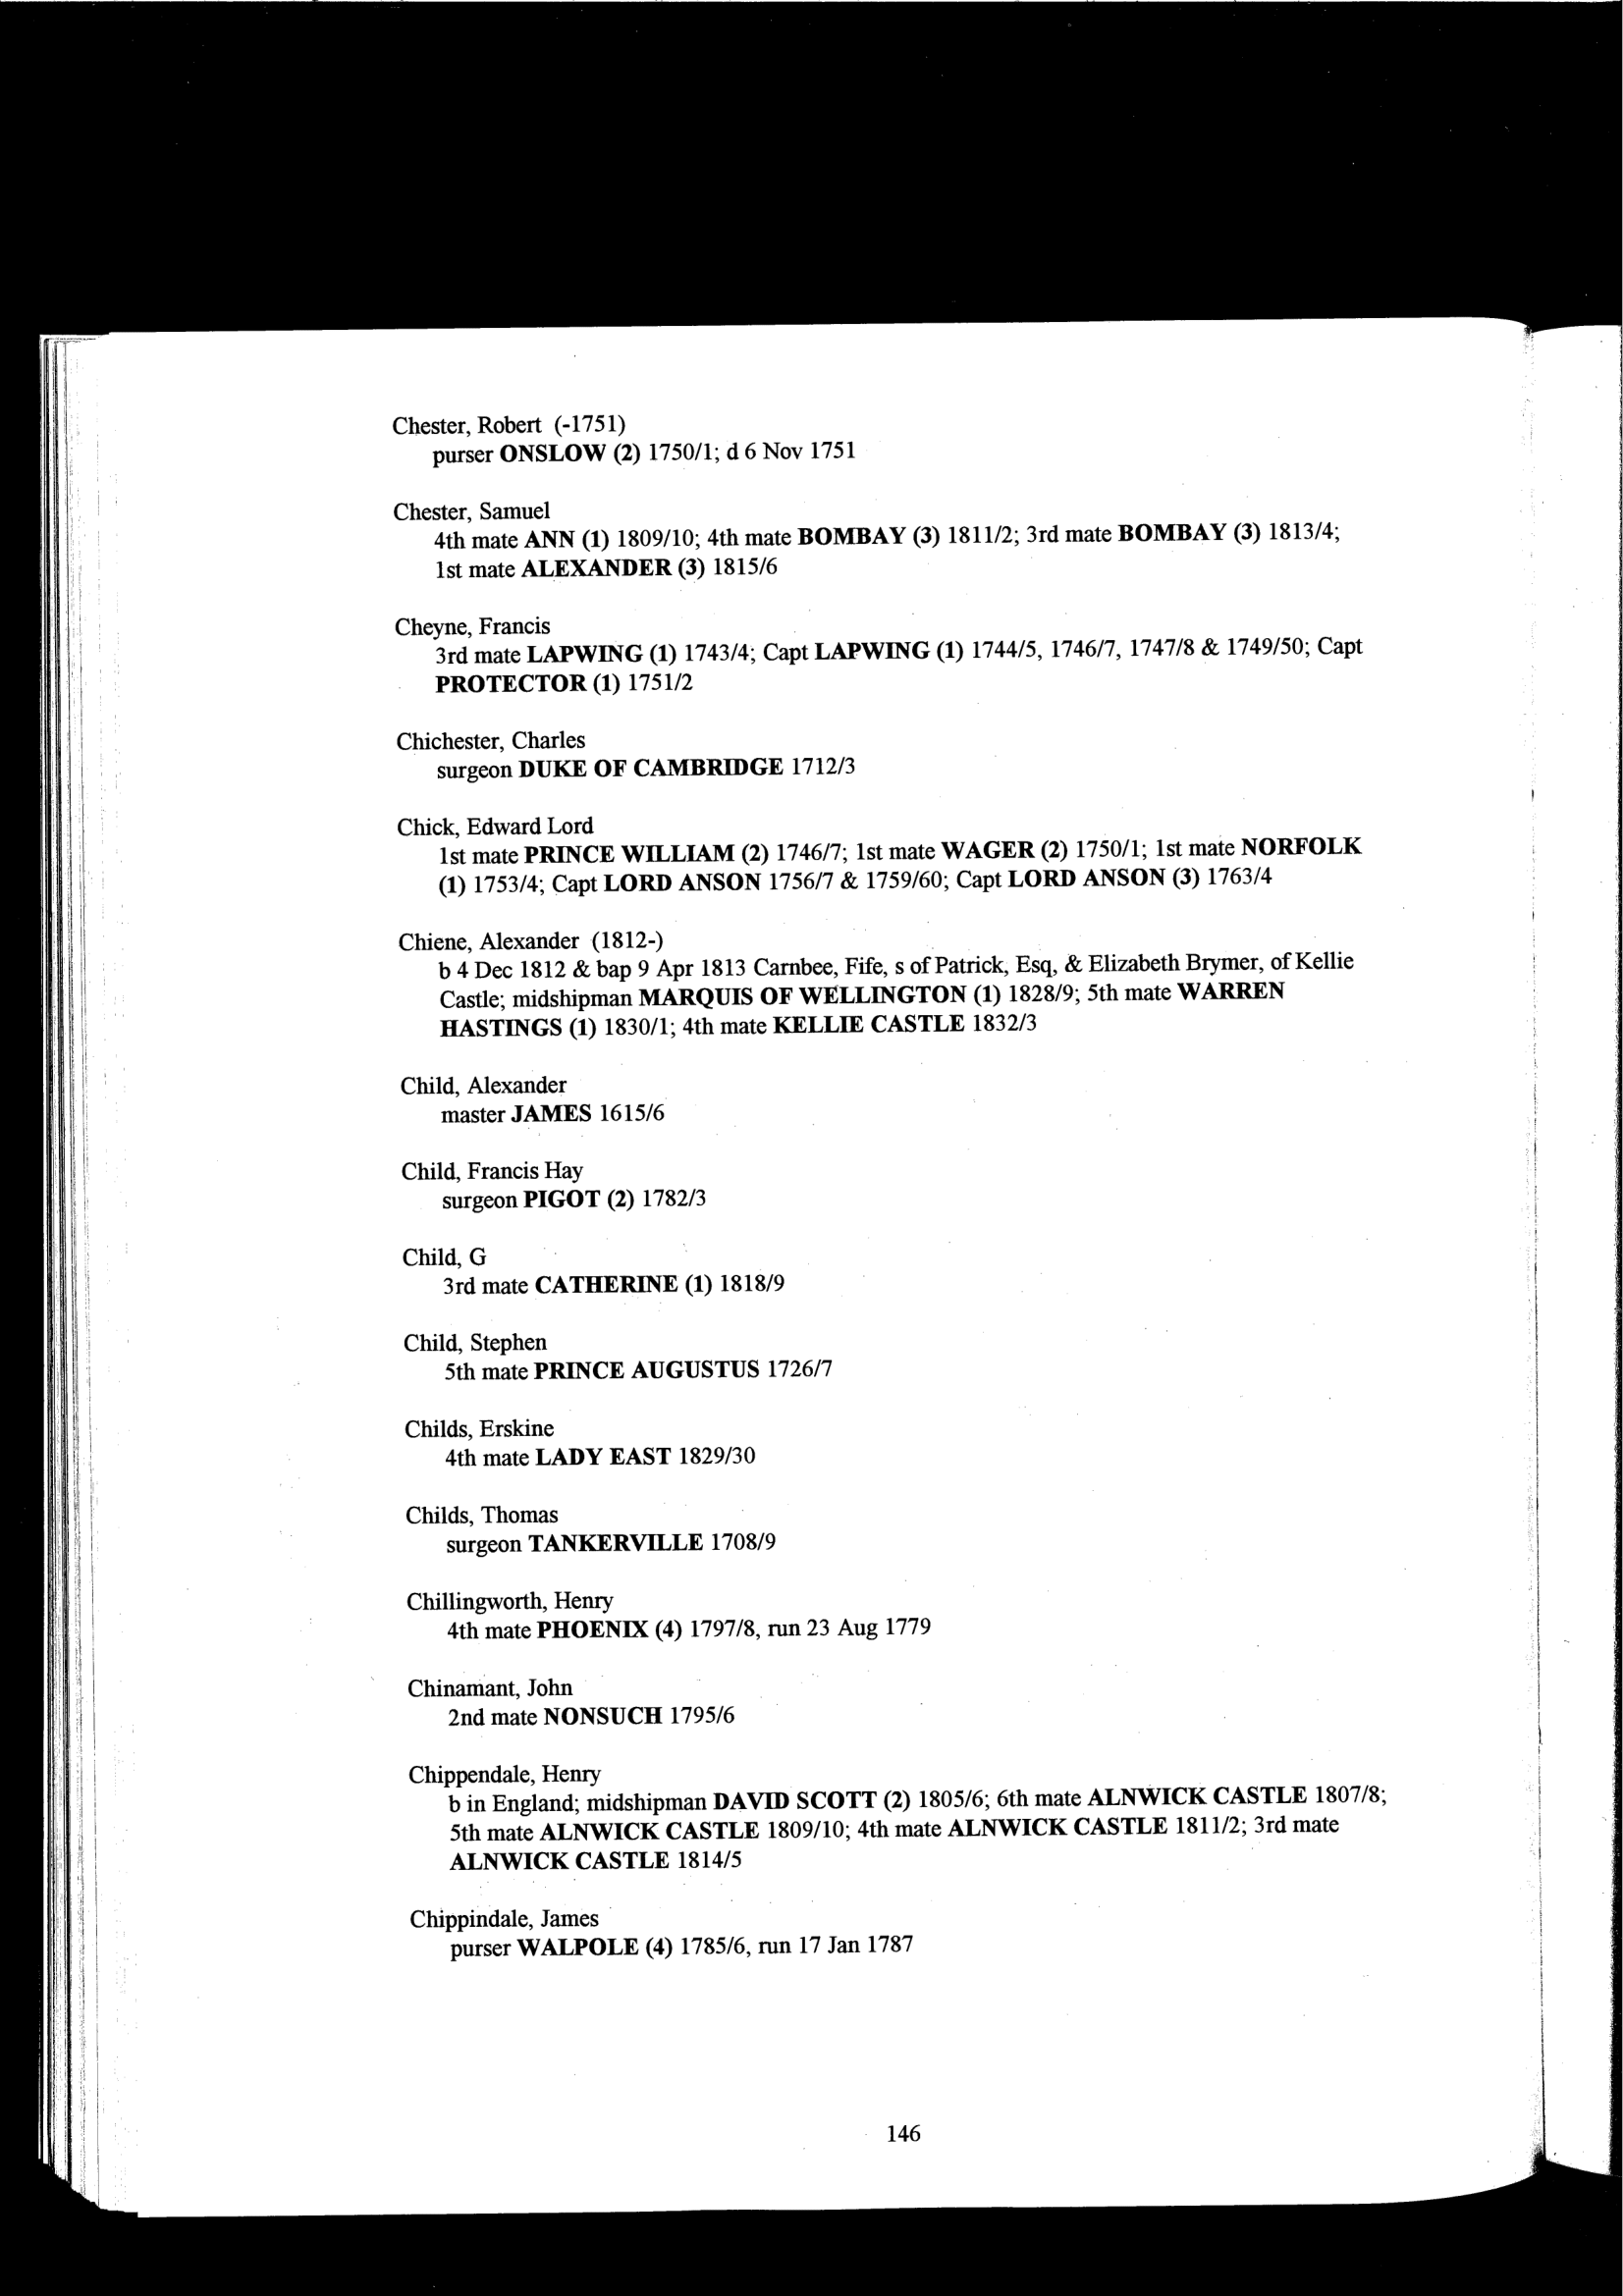 Chester, Robert (-1751)
purser ONSLOW (2) 1750/1; d 6 Nov 1751
Chester, Samuel
4th mate ANN (1) 1809/10; 4th mate BOMBAY (3) 1811/2; 3rd mate BOMBAY (3) 1813/4;
1st mate ALEXANDER (3) 1815/6
Cheyne, Francis
3rd mate LAPWING (1) 1743/4; Capt LAPWING (1) 1744/5, 1746/7, 1747/8 & 1749/50; Capt
PROTECTOR (1) 1751/2
Chichester, Charles
surgeon DUKE OF CAMBRIDGE 1712/3
Chick, Edward Lord
1st mate PRINCE WILLIAM (2) 1746/7; 1st mate WAGER (2) 1750/1; 1st mate NORFOLK
(1) 1753/4; Capt LORD ANSON 1756/7 & 1759/60; Capt LORD ANSON (3) 1763/4
Chiene, Alexander (1812-)
b 4 Dec 1812 & bap 9 Apr 1813 Carnbee, Fife, s of Patrick, Esq, & Elizabeth Brymer, of Kellie
Castle; midshipman MARQUIS OF WELLINGTON (1) 1828/9; 5th mate WARREN
HASTINGS (1) 1830/1; 4th mate KELLIE CASTLE 1832/3
Child, Alexander
master JAMES 1615/6
Child, Francis Hay
surgeon PIGOT (2) 1782/3
Child, G
3rd mate CATHERINE (1) 1818/9
Child, Stephen
5th mate PRINCE AUGUSTUS 1726/7
Childs, Erskine
4th mate LADY EAST 1829/30
Childs, Thomas
surgeon TANKERVILLE 1708/9
Chillingworth, Henry
4th mate PHOENIX (4) 1797/8, run 23 Aug 1779
Chinamant, John
2nd mate NONSUCH 1795/6
Chippendale, Henry
b in England; midshipman DAVID SCOTT (2) 1805/6; 6th mate ALNWICK CASTLE 1807/8;
5th mate ALNWICK CASTLE 1809/10; 4th mate ALNWICK CASTLE 1811/2; 3rd mate
ALNWICK CASTLE 1814/5
Chippindale, James
purser WALPOLE (4) 1785/6, run 17 Jan 1787
146